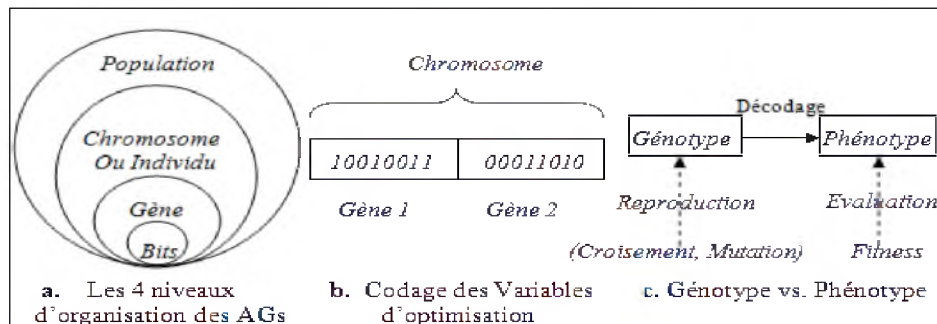 Population
Chromosome
Ou Individu
Gène
Bits
a. Les 4 niveaux
d'organisation des AGs
Chromosome
10010011 00011010
Gène 1 Gène 2
b. Codage des Variables
d'optimisation
Décodage
Génotype Phénotype
Reproduction Evaluation
(Croisement, Mutation) Fitness
c. Génotype vs. Phénotype